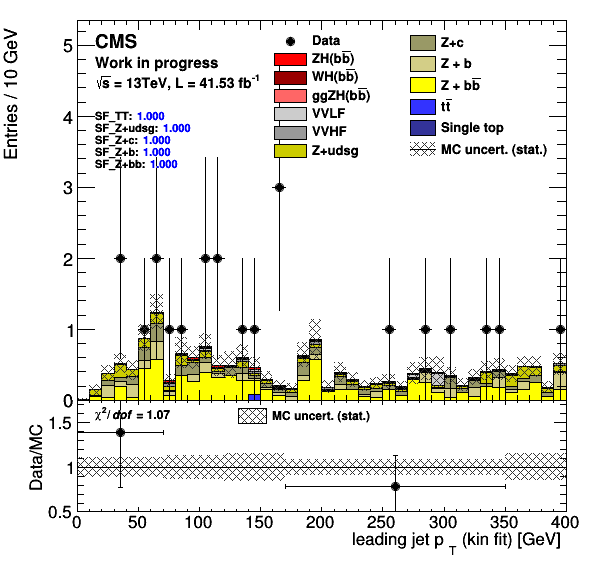 CMS
Work in progress
√s = 13TeV, L = 41.53 fb⁻¹
SF_TT: 1.000
SF_Z+udsg: 1.000
SF_Z+c: 1.000
SF_Z+b: 1.000
SF_Z+bb: 1.000
Data
ZH(bb̅)
WH(bb̅)
ggZH(bb̅)
VVLF
VVHF
Z+udsg
Z+c
Z + b
Z + bb̅
tt̅
Single top
MC uncert. (stat.)
Entries / 10 GeV
5
4
3
2
1
0
χ²/dof = 1.07
MC uncert. (stat.)
Data/MC
1.5
1
0.5
0 50 100 150 200 250 300 350 400
leading jet p_T (kin fit) [GeV]